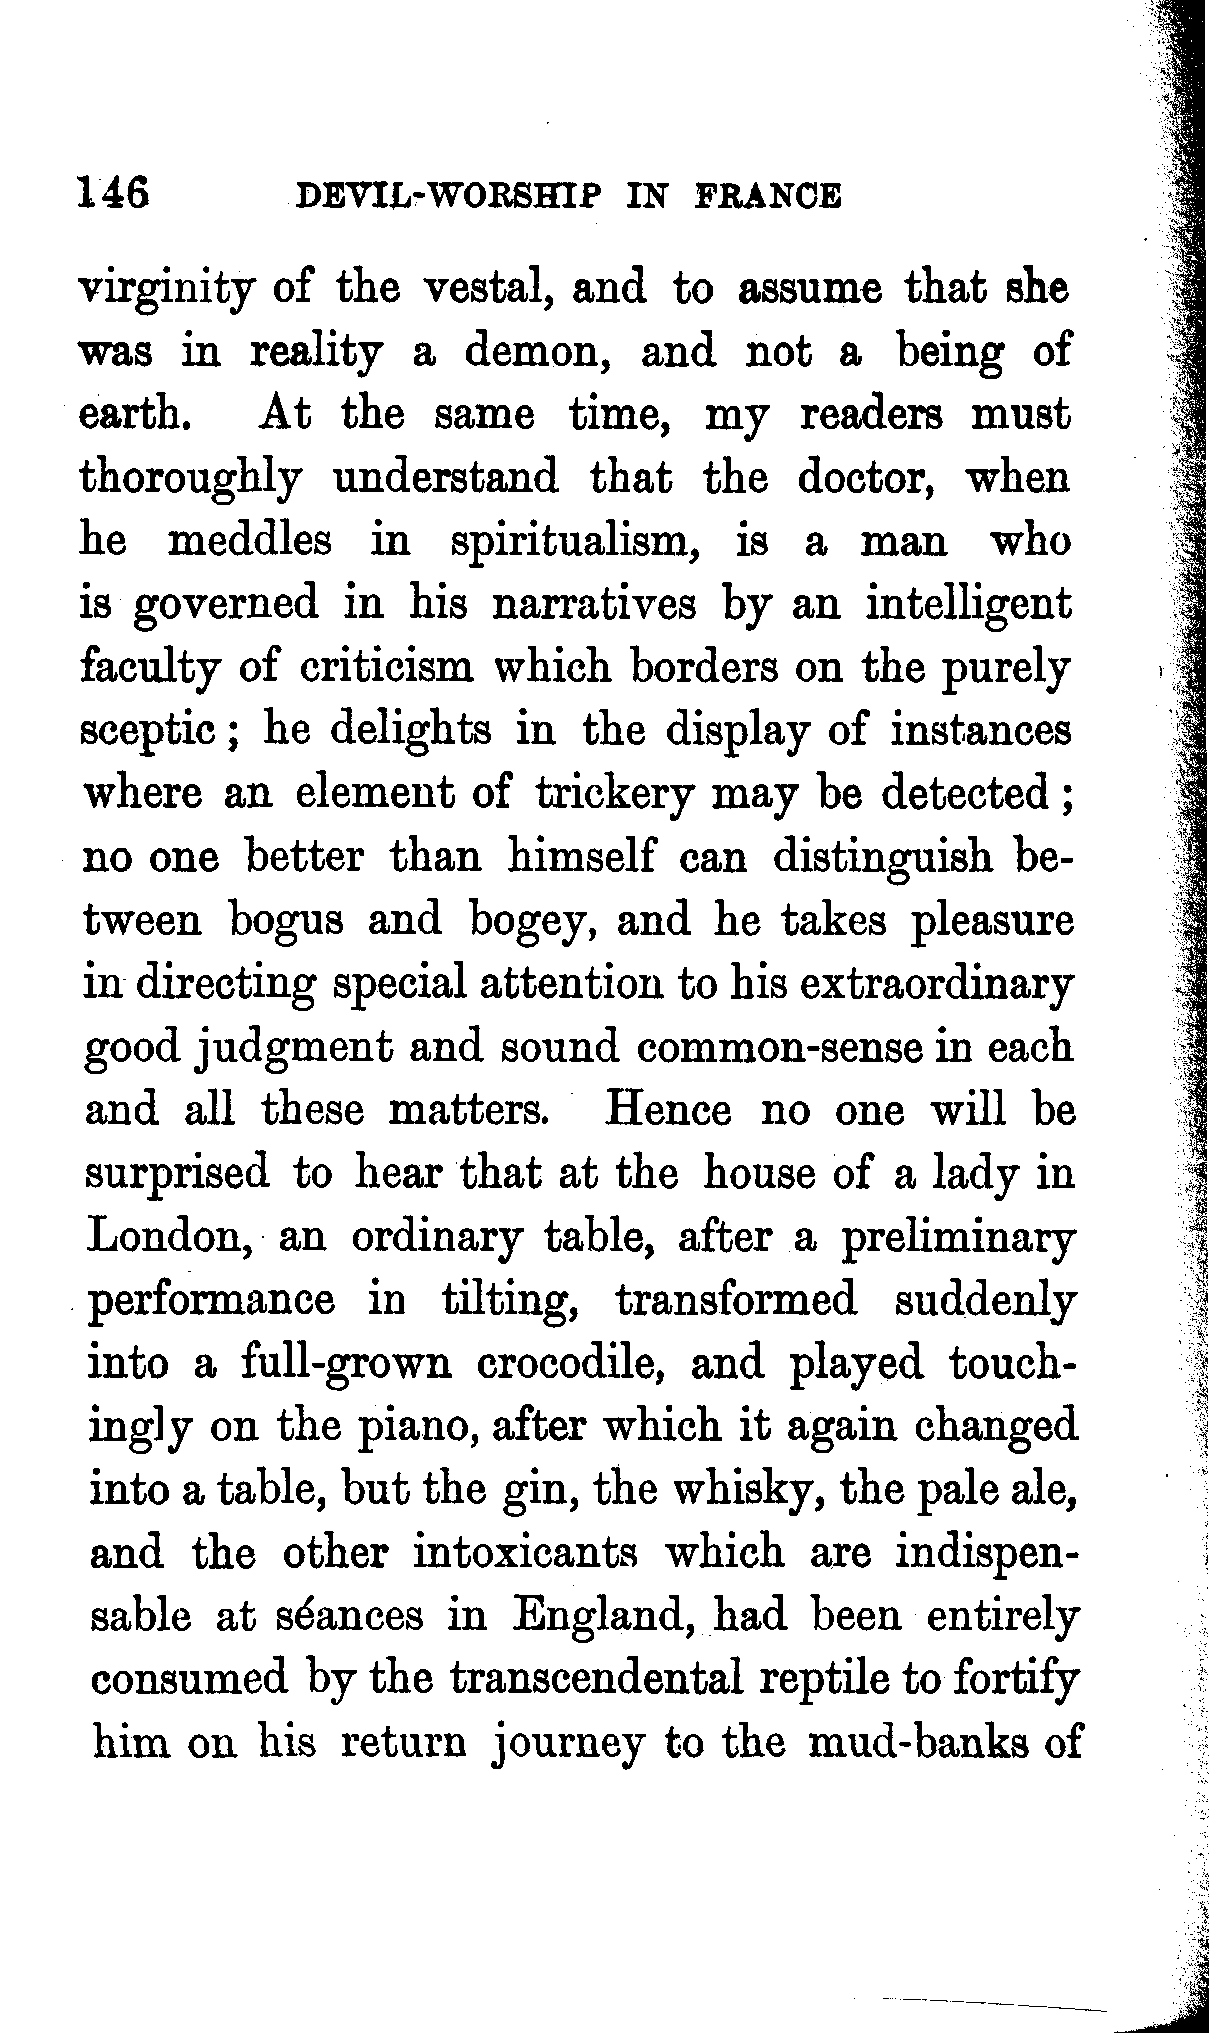 146 DEVIL-WORSHIP IN FRANCE
virginity of the vestal, and to assume that she
was in reality a demon, and not a being of
earth. At the same time, my readers must
thoroughly understand that the doctor, when
he meddles in spiritualism, is a man who
is governed in his narratives by an intelligent
faculty of criticism which borders on the purely
sceptic ; he delights in the display of instances
where an element of trickery may be detected ;
no one better than himself can distinguish be-
tween bogus and bogey, and he takes pleasure
in directing special attention to his extraordinary
good judgment and sound common-sense in each
and all these matters. Hence no one will be
surprised to hear that at the house of a lady in
London, an ordinary table, after a preliminary
performance in tilting, transformed suddenly
into a full-grown crocodile, and played touch-
ingly on the piano, after which it again changed
into a table, but the gin, the whisky, the pale ale,
and the other intoxicants which are indispen-
sable at séances in England, had been entirely
consumed by the transcendental reptile to fortify
him on his return journey to the mud-banks of